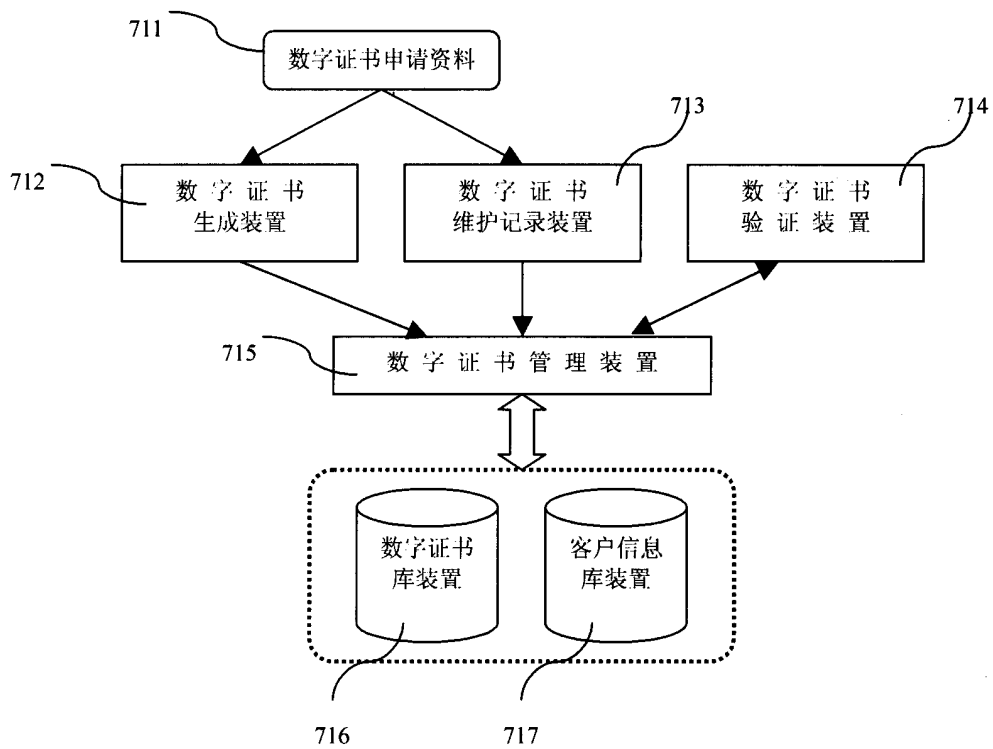 711
数字证书申请资料
713
714
712
数字证书
生成装置
数字证书
维护记录装置
数字证书
验证装置
715
数字证书管理装置
数字证书
库装置
客户信息
库装置
716
717